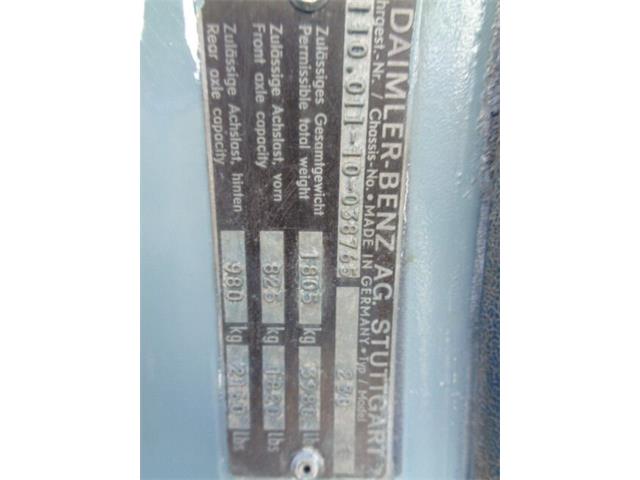 DAIMLER-BENZ AG. STUTTGART
Fahrgest.-Nr. / Chassis-No. • MADE IN GERMANY • Typ / Model
110.011-10-038765
Zulässiges Gesamtgewicht 1805 kg lbs
Permissible total weight
Zulässige Achslast, vorn 825 kg lbs
Front axle capacity
Zulässige Achslast, hinten 980 kg lbs
Rear axle capacity